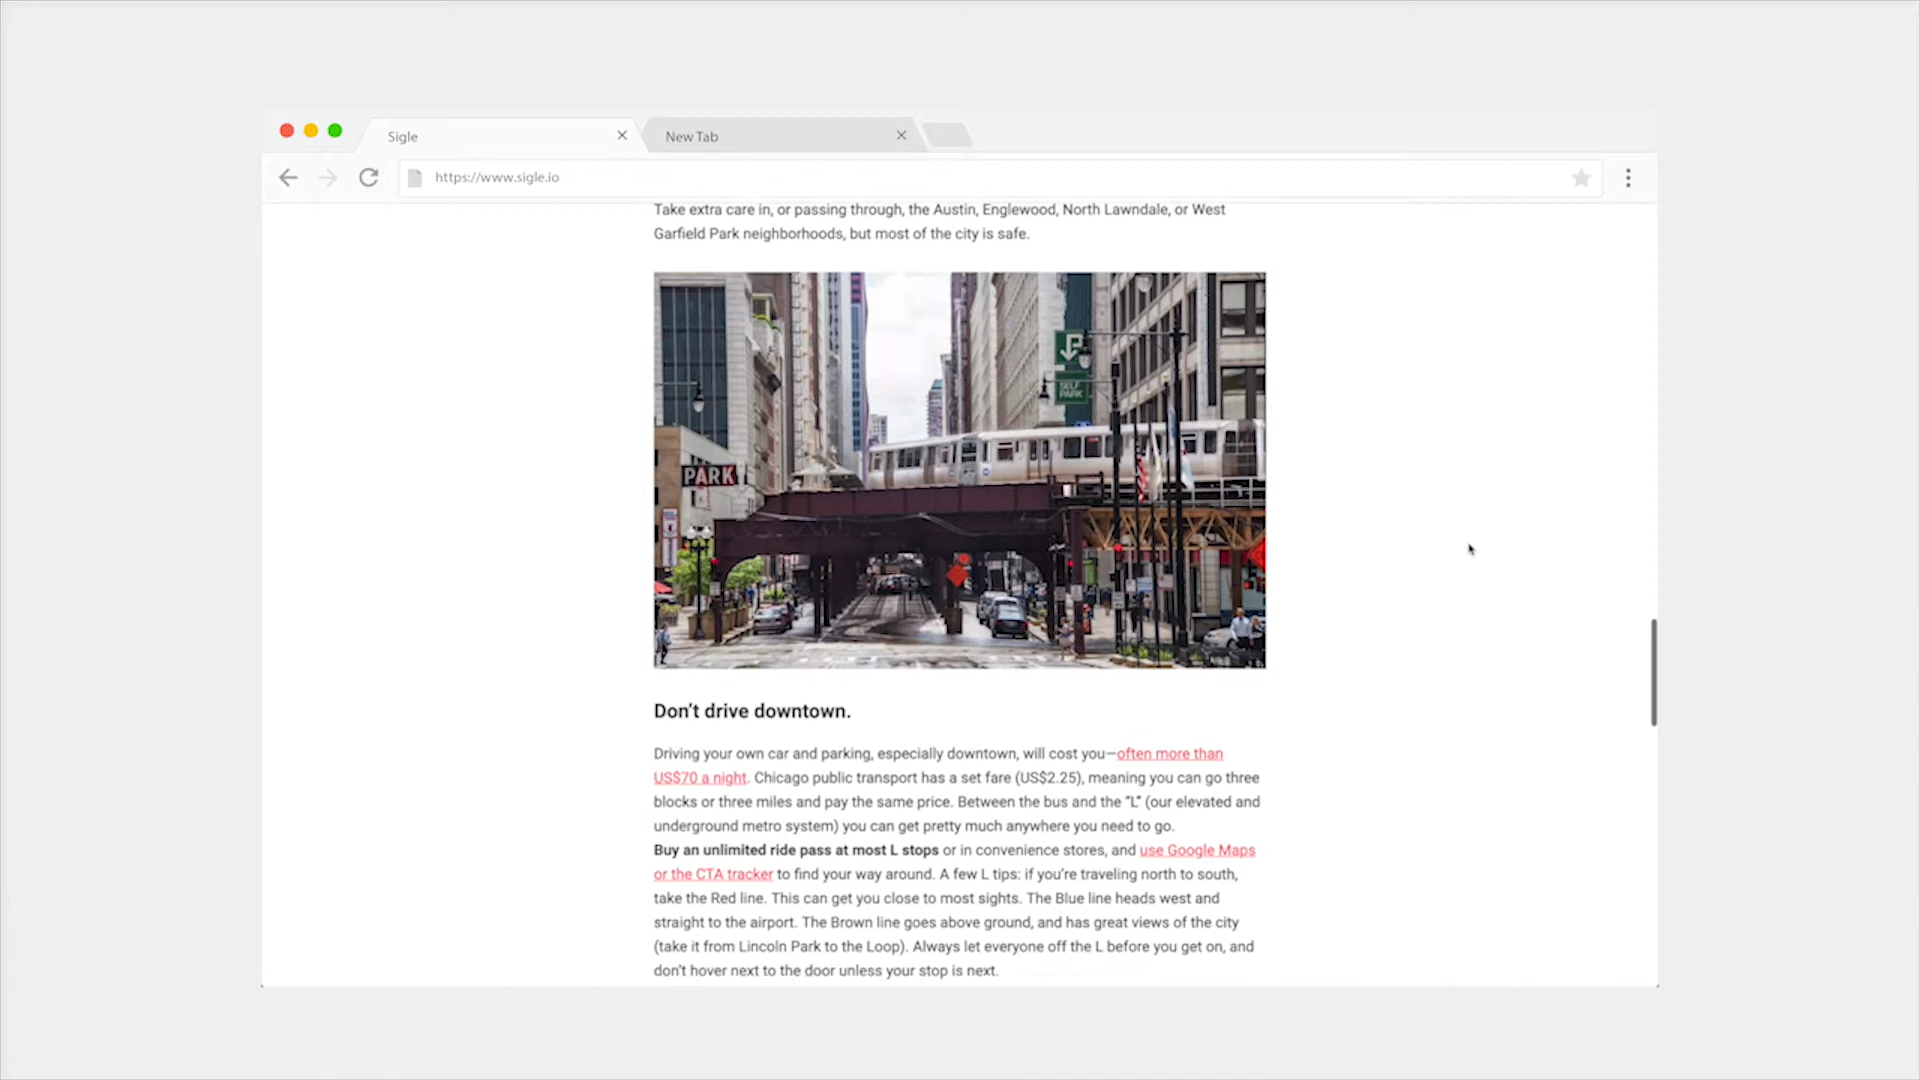 Sigle
New Tab
https://www.sigle.io
Take extra care in, or passing through, the Austin, Englewood, North Lawndale, or West
Garfield Park neighborhoods, but most of the city is safe.
P
SELF
PARK
PARK
Don’t drive downtown.
Driving your own car and parking, especially downtown, will cost you—often more than
US$70 a night. Chicago public transport has a set fare (US$2.25), meaning you can go three
blocks or three miles and pay the same price. Between the bus and the “L” (our elevated and
underground metro system) you can get pretty much anywhere you need to go.
Buy an unlimited ride pass at most L stops or in convenience stores, and use Google Maps
or the CTA tracker to find your way around. A few L tips: if you’re traveling north to south,
take the Red line. This can get you close to most sights. The Blue line heads west and
straight to the airport. The Brown line goes above ground, and has great views of the city
(take it from Lincoln Park to the Loop). Always let everyone off the L before you get on, and
don’t hover next to the door unless your stop is next.